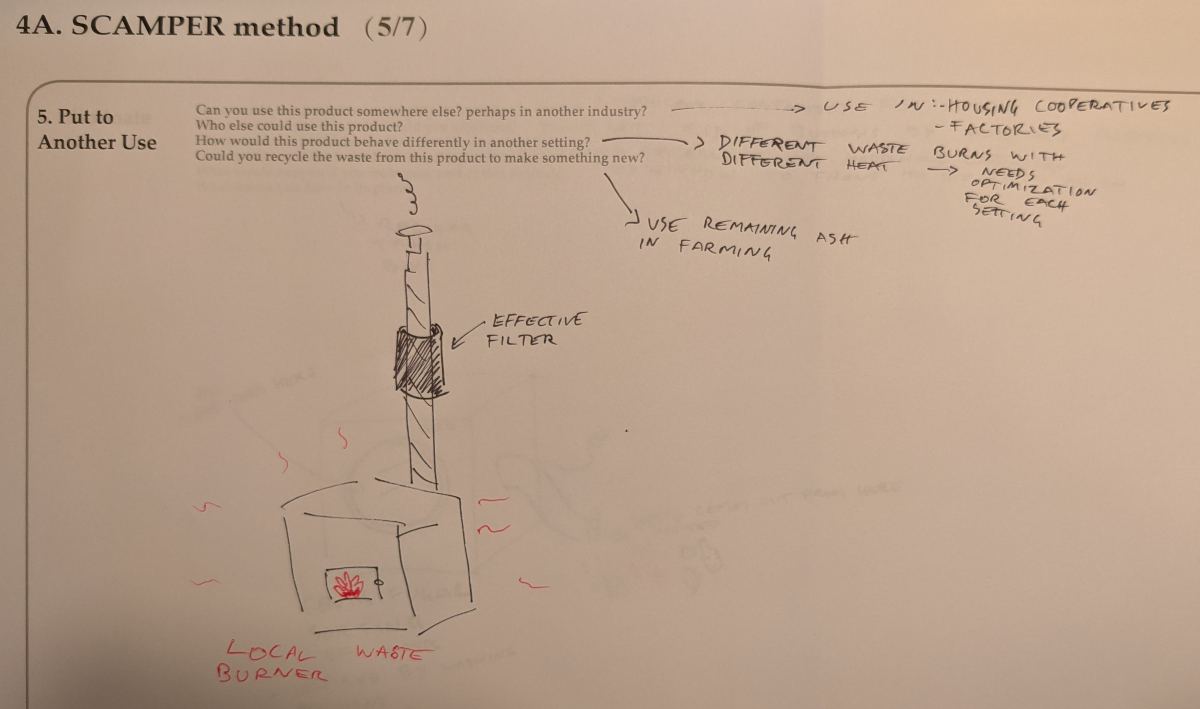 4A. SCAMPER method (5/7)
5. Put to
Another Use
Can you use this product somewhere else? perhaps in another industry?
Who else could use this product?
How would this product behave differently in another setting?
Could you recycle the waste from this product to make something new?
USE IN:-HOUSING COOPERATIVES
- FACTORIES
DIFFERENT WASTE BURNS WITH
DIFFERENT HEAT → NEEDS
OPTIMIZATION
FOR EACH
SETTING
USE REMAINING ASH
IN FARMING
EFFECTIVE
FILTER
LOCAL WASTE
BURNER